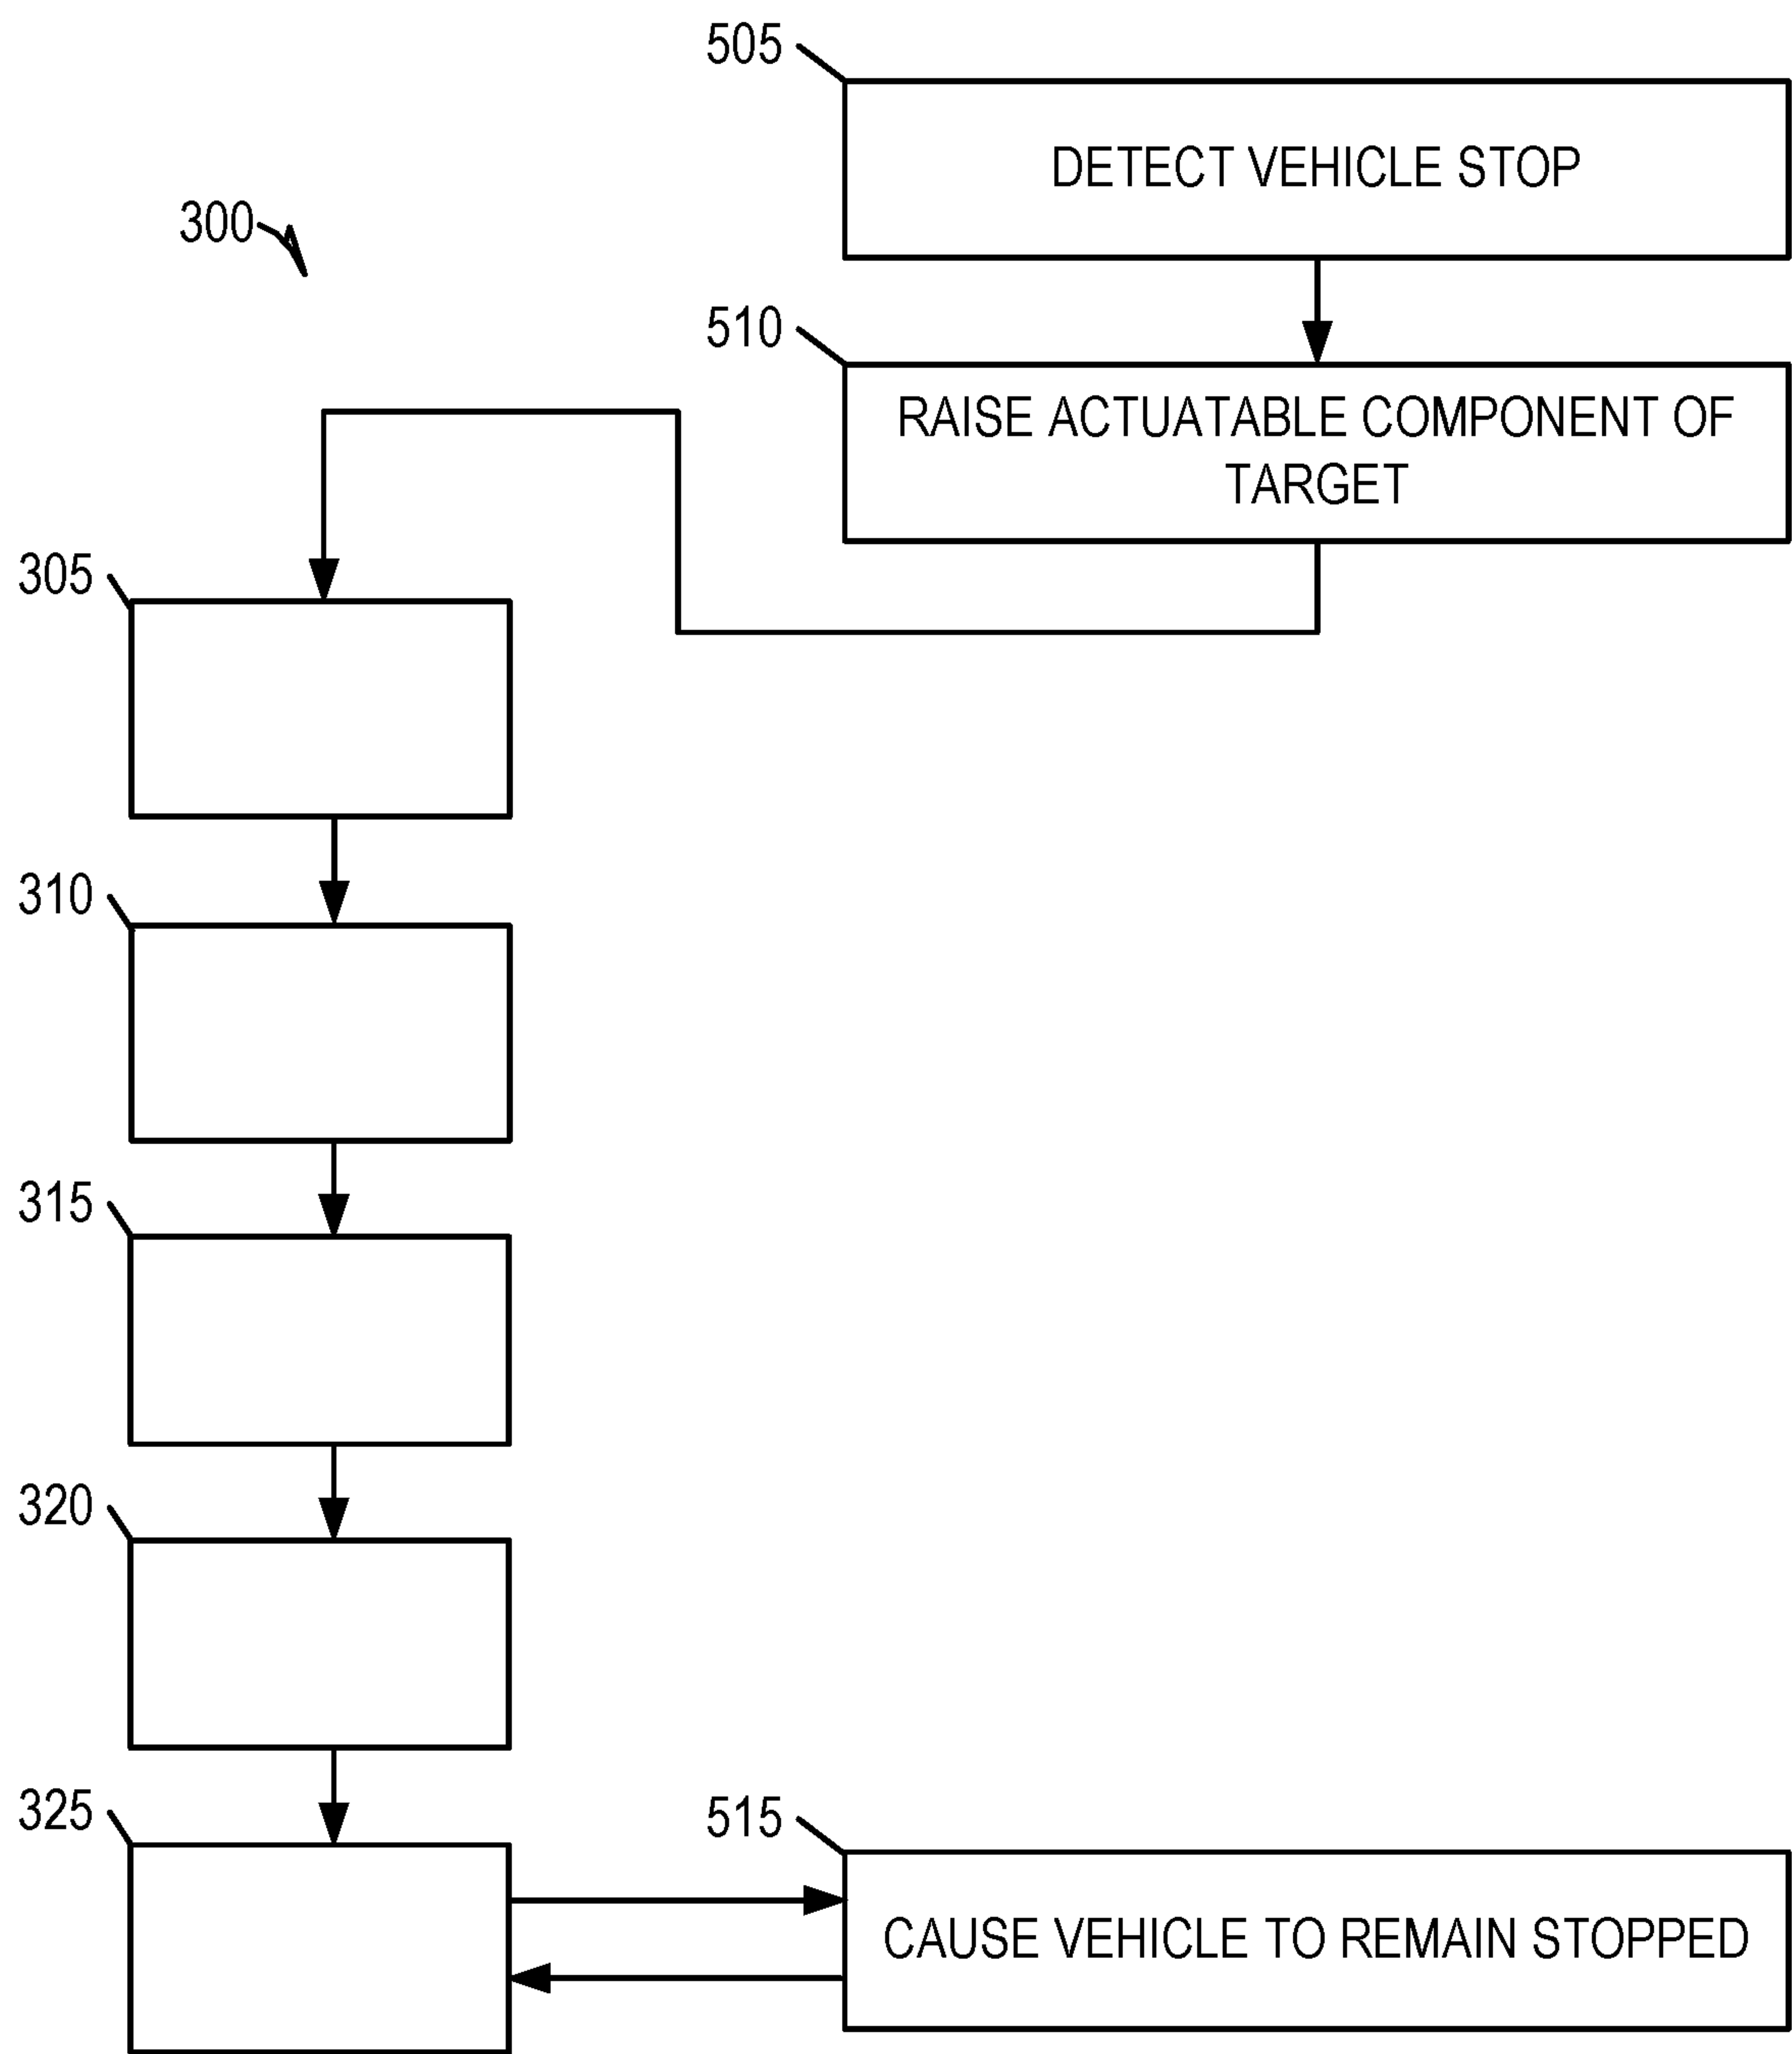 505
DETECT VEHICLE STOP
300
510
RAISE ACTUATABLE COMPONENT OF
TARGET
305
310
315
320
325
515
CAUSE VEHICLE TO REMAIN STOPPED